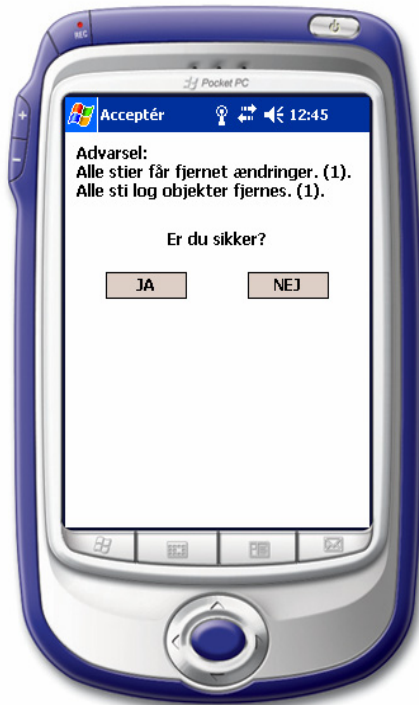 REC
Pocket PC
Acceptér 12:45
Advarsel:
Alle stier får fjernet ændringer. (1).
Alle sti log objekter fjernes. (1).
Er du sikker?
JA NEJ